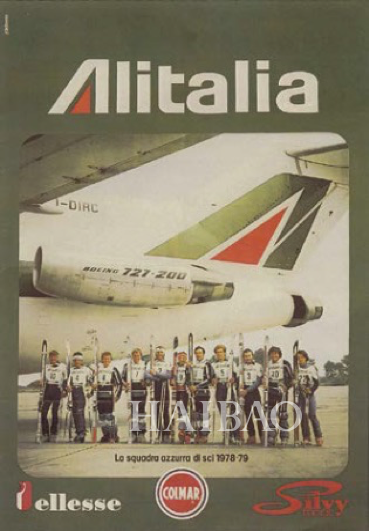 Alitalia
I-DIRC
BOEING 727-200
HAIBAO
La squadra azzurra di sci 1978-79
ellesse
COLMAR
Silvy